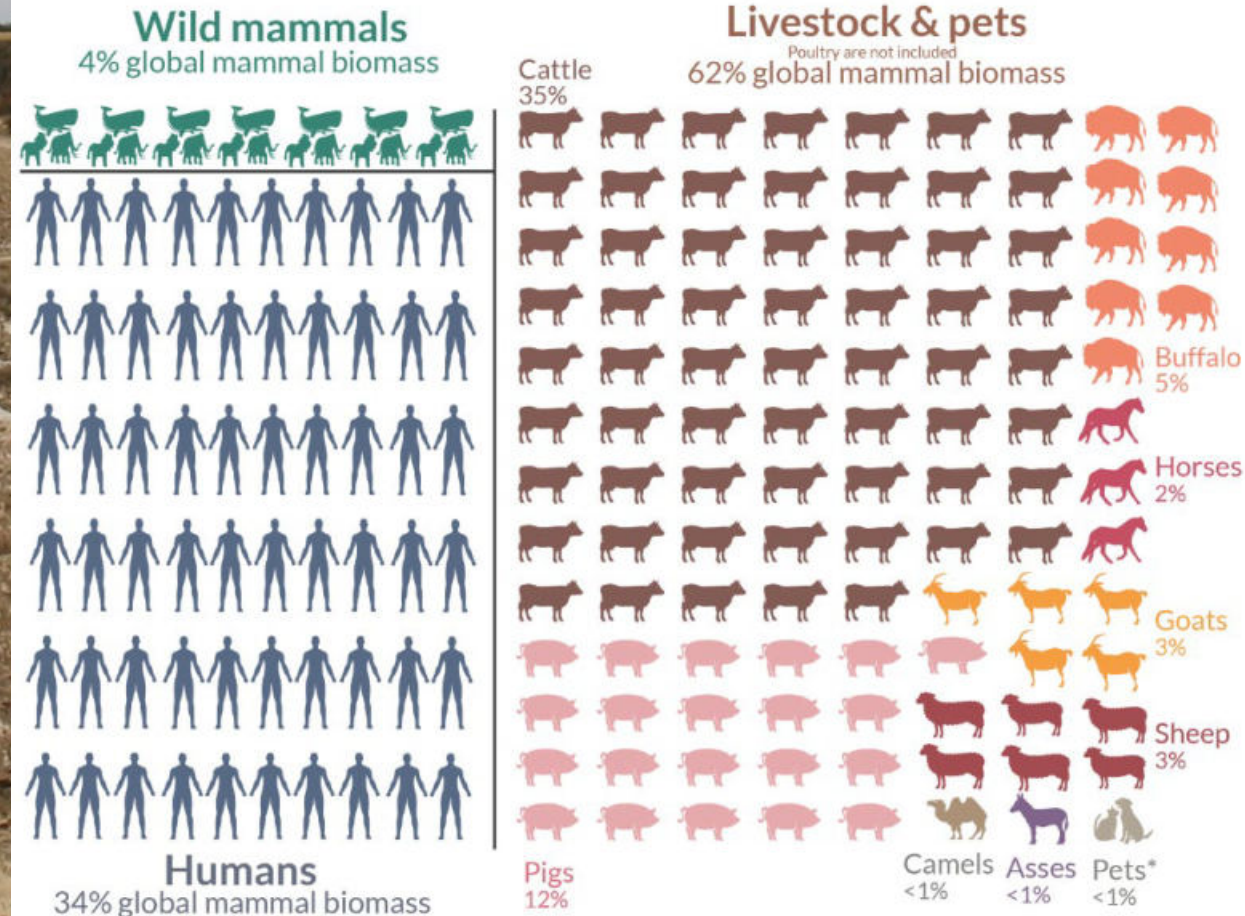 Wild mammals
4% global mammal biomass
Livestock & pets
Poultry are not included
62% global mammal biomass
Cattle
35%
Buffalo
5%
Horses
2%
Goats
3%
Sheep
3%
Pigs
12%
Camels
<1%
Asses
<1%
Pets*
<1%
Humans
34% global mammal biomass